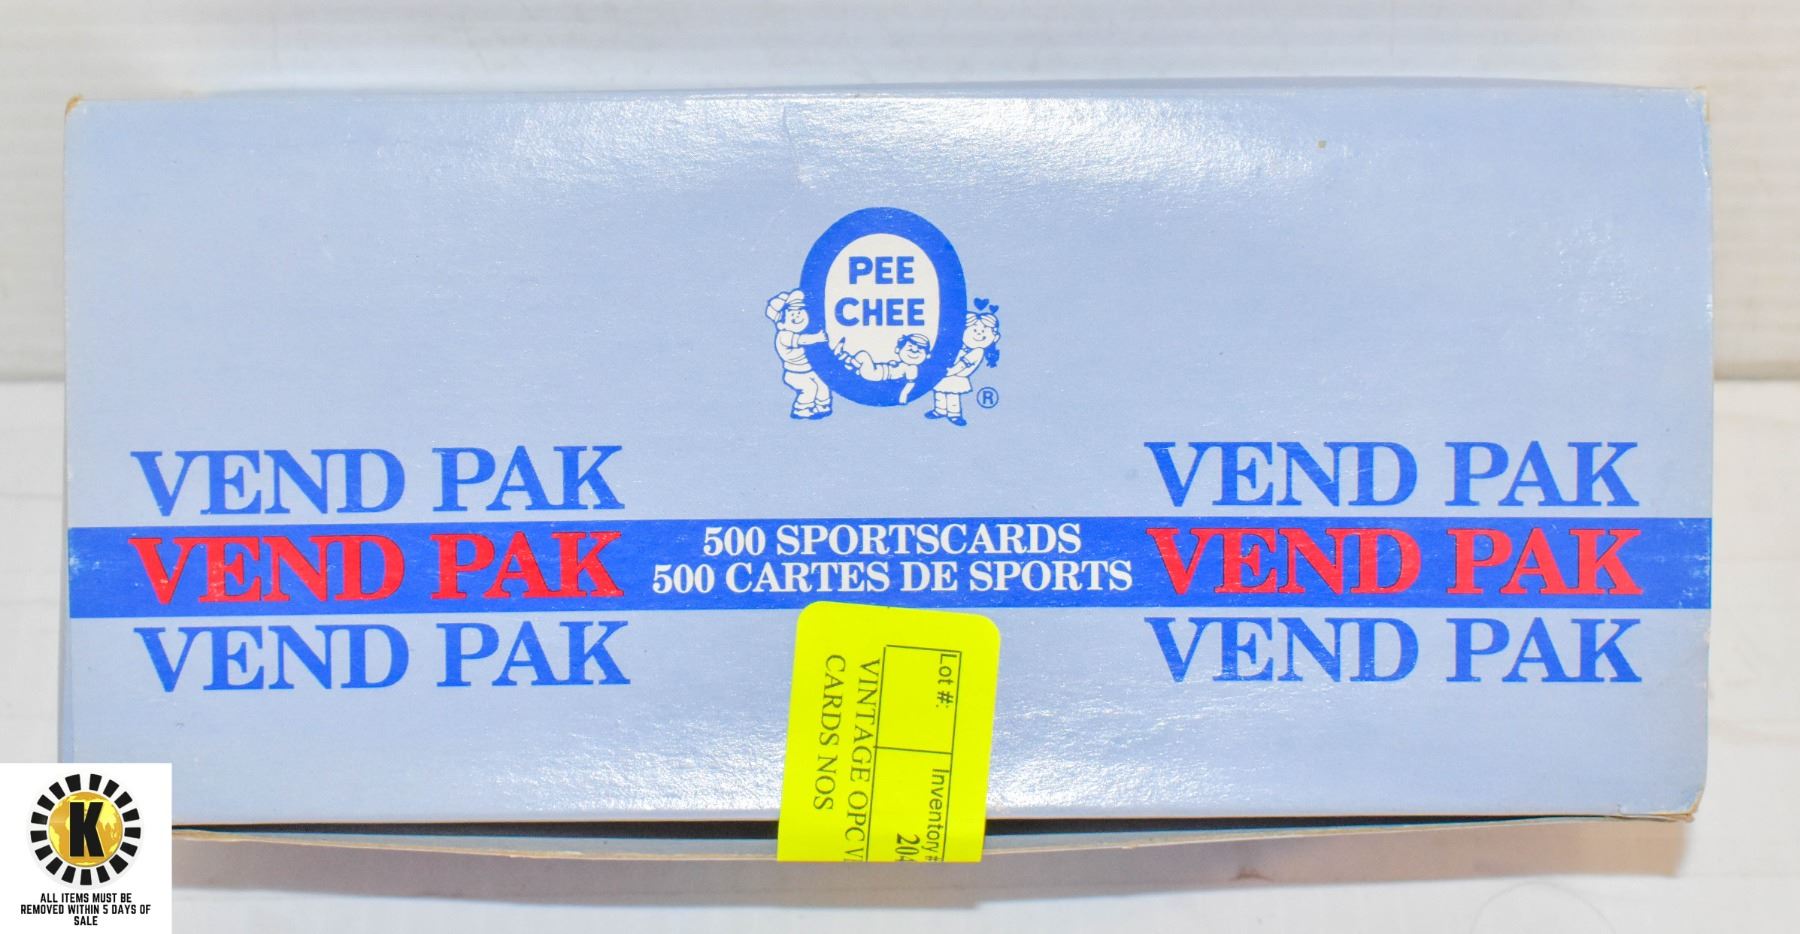 PEE
CHEE
®
VEND PAK
VEND PAK
VEND PAK
500 SPORTSCARDS
500 CARTES DE SPORTS
VEND PAK
VEND PAK
VEND PAK
Lot #:
Inventory #
VINTAGE OPC
CARDS NOS
K
ALL ITEMS MUST BE
REMOVED WITHIN 5 DAYS OF
SALE